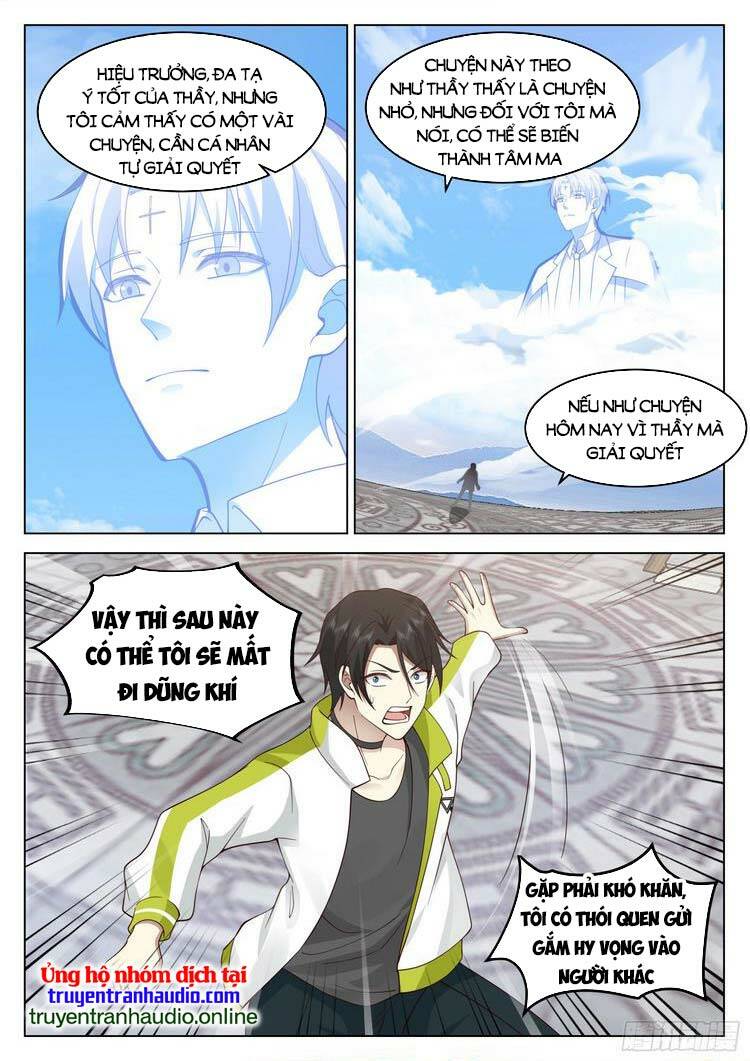 HIỆU TRƯỞNG, ĐA TẠ
Ý TỐT CỦA THẦY, NHƯNG
TÔI CẢM THẤY CÓ MỘT VÀI
CHUYỆN, CẦN CÁ NHÂN
TỰ GIẢI QUYẾT
CHUYỆN NÀY THEO
NHƯ THẦY THẤY LÀ CHUYỆN
NHỎ, NHƯNG ĐỐI VỚI TÔI MÀ
NÓI, CÓ THỂ SẼ BIẾN
THÀNH TÂM MA
NẾU NHƯ CHUYỆN
HÔM NAY VÌ THẦY MÀ
GIẢI QUYẾT
VẬY THÌ SAU NÀY
CÓ THỂ TÔI SẼ MẤT
ĐI DŨNG KHÍ
GẶP PHẢI KHÓ KHĂN,
TÔI CÓ THÓI QUEN GỬI
GẮM HY VỌNG VÀO
NGƯỜI KHÁC
Ủng hộ nhóm dịch tại
truyentranhaudio.com
truyentranhaudio.online